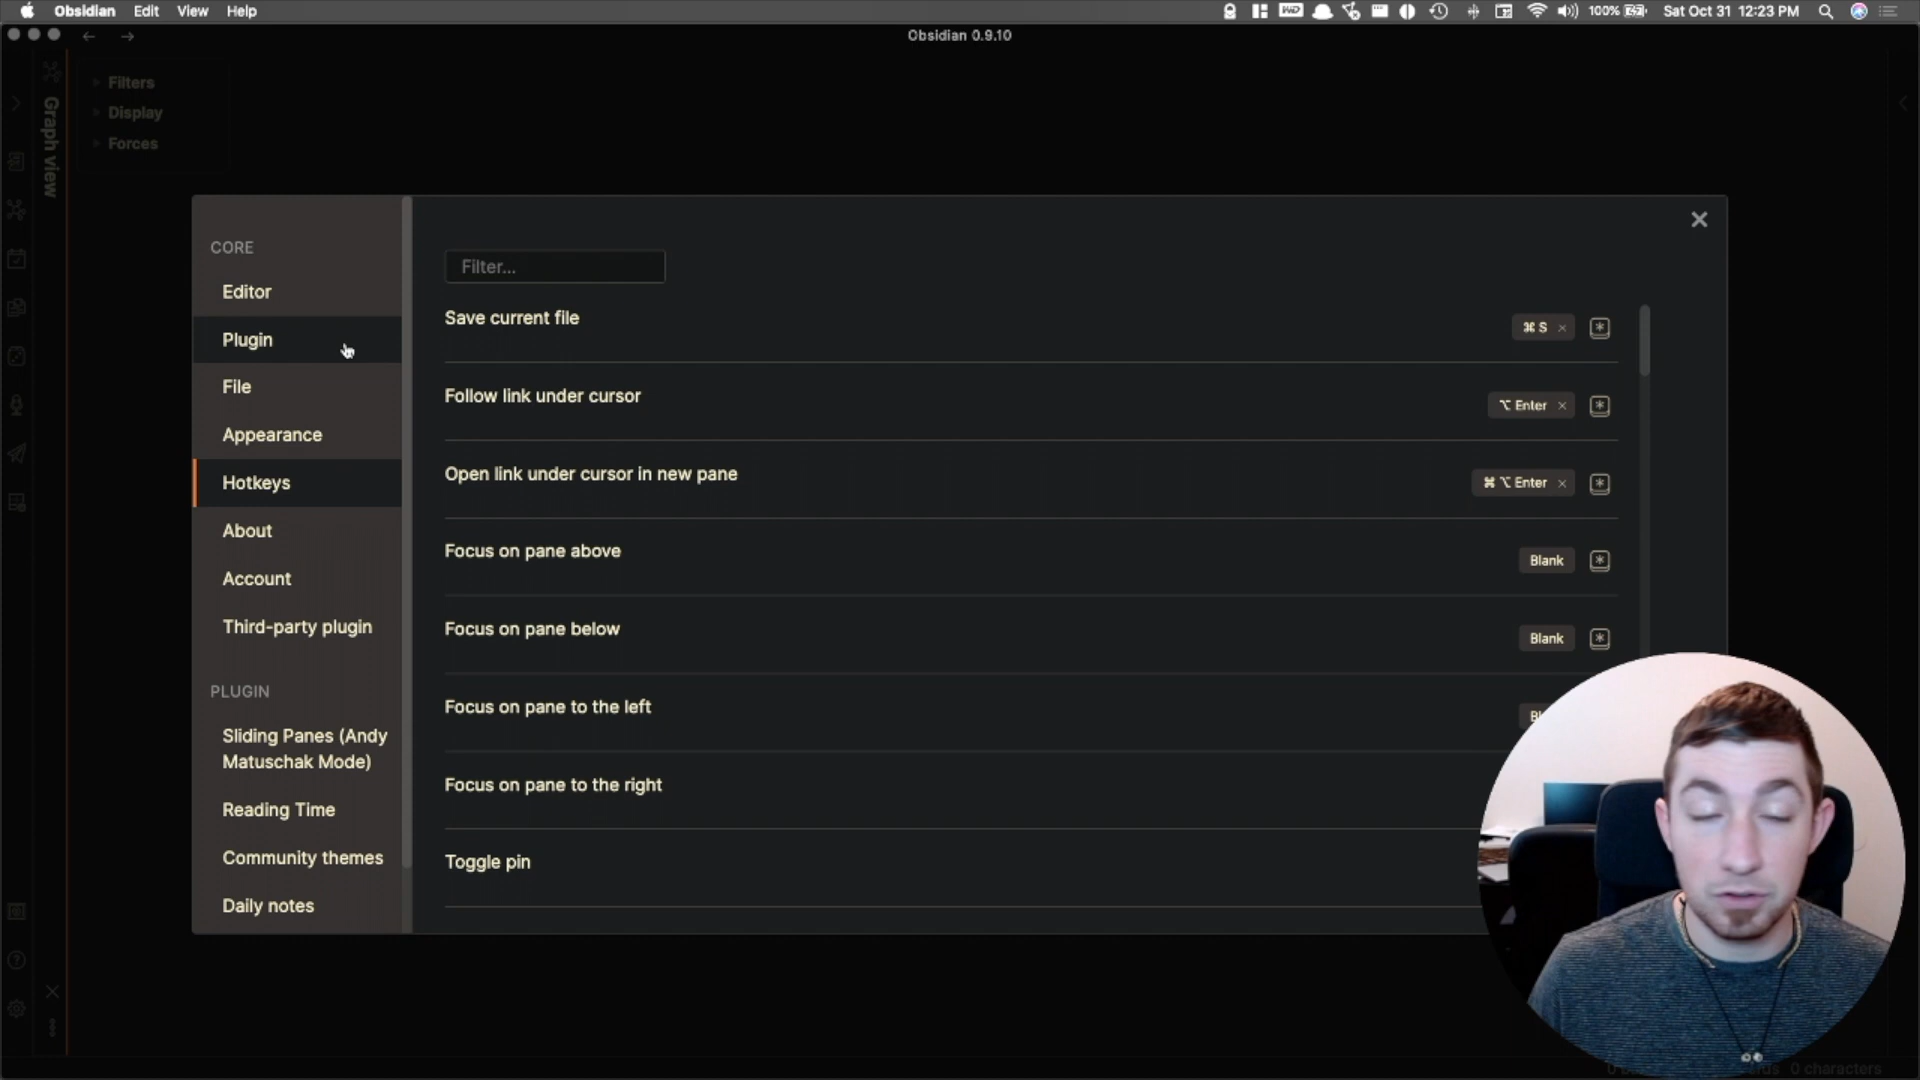 Obsidian Edit View Help
100% Sat Oct 31 12:23 PM
Obsidian 0.9.10
Graph view
Filters
Display
Forces
CORE
Editor
Plugin
File
Appearance
Hotkeys
About
Account
Third-party plugin
PLUGIN
Sliding Panes (Andy
Matuschak Mode)
Reading Time
Community themes
Daily notes
Filter...
Save current file
⌘ S ×
Follow link under cursor
⌥ Enter ×
Open link under cursor in new pane
⌘ ⌥ Enter ×
Focus on pane above
Blank
Focus on pane below
Blank
Focus on pane to the left
Focus on pane to the right
Toggle pin
0 characters